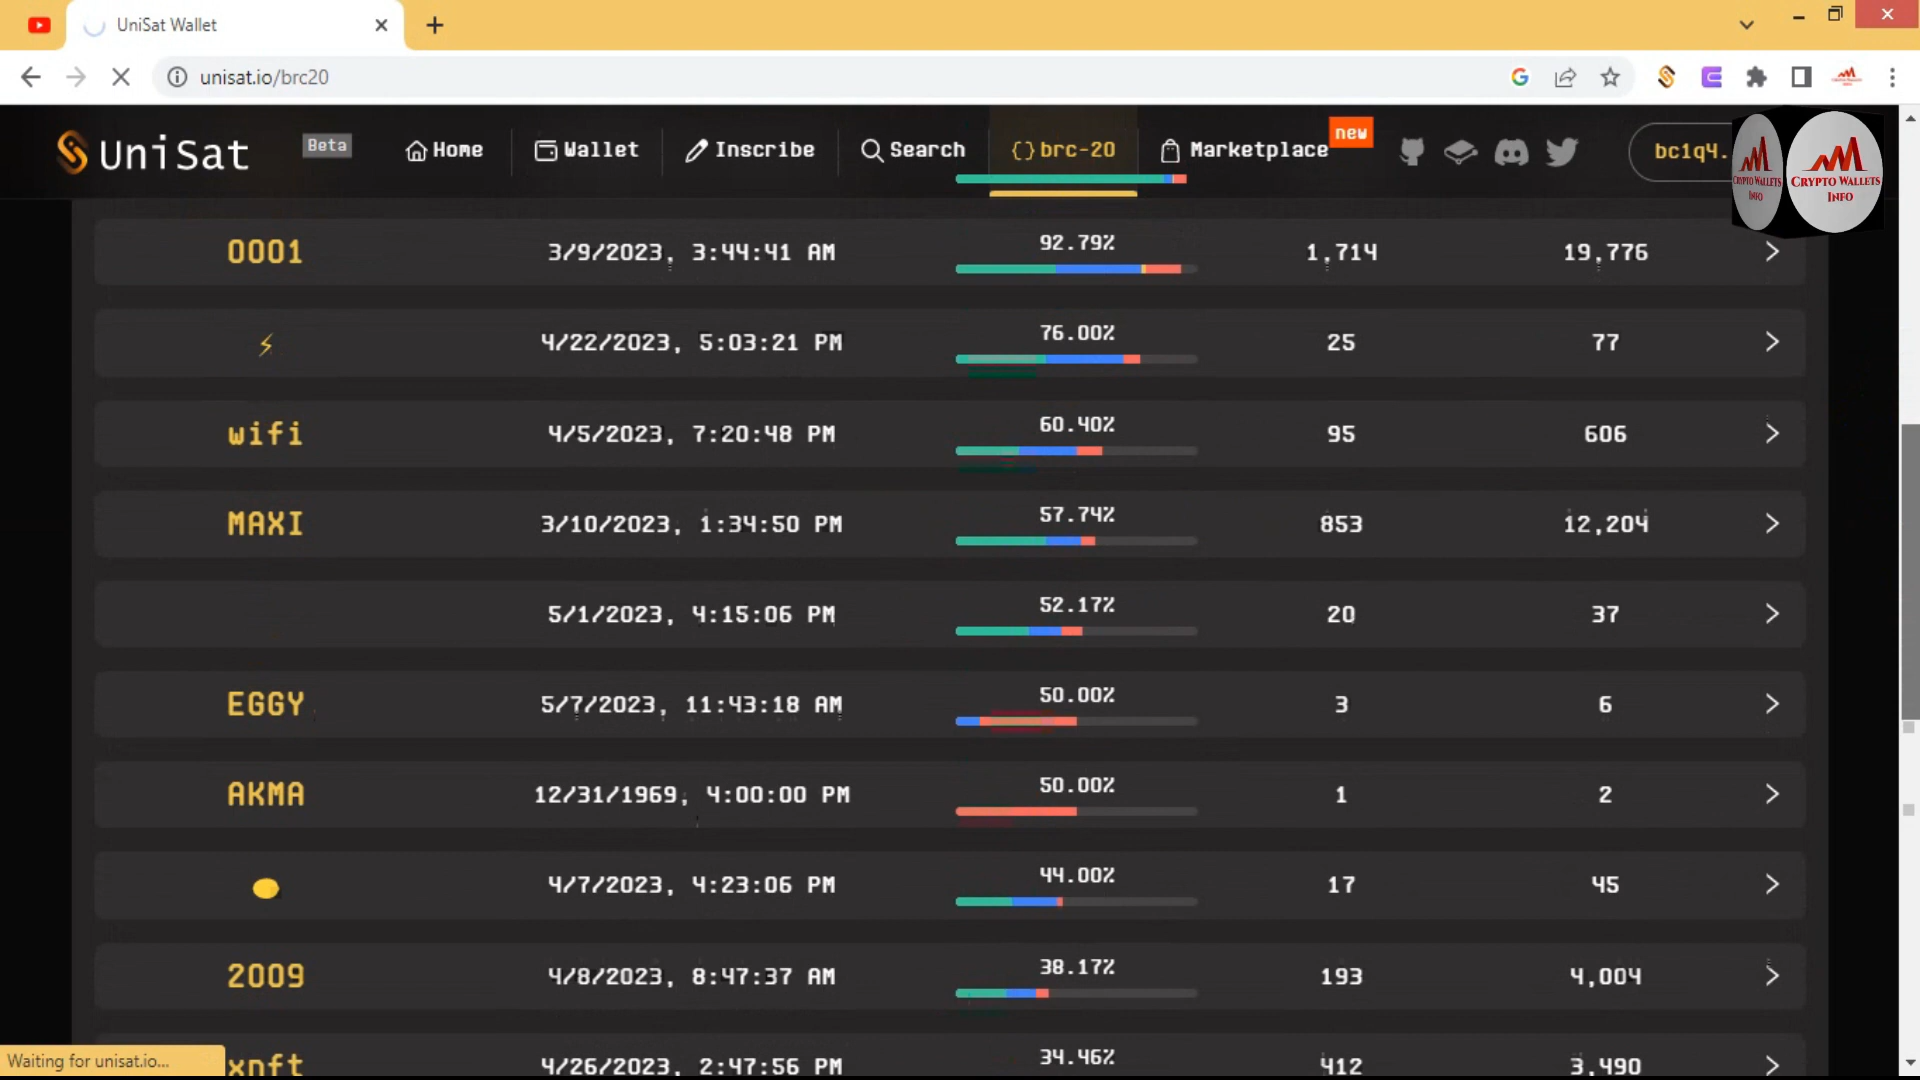 UniSat Wallet
unisat.io/brc20
UniSat Beta Home Wallet Inscribe Search {}brc-20 Marketplace new bc1q4.
CRYPTO WALLETS INFO
CRYPTO WALLETS INFO
0001 3/9/2023, 3:44:41 AM 92.79% 1,714 19,776
4/22/2023, 5:03:21 PM 76.00% 25 77
wifi 4/5/2023, 7:20:48 PM 60.40% 95 606
MAXI 3/10/2023, 1:34:50 PM 57.74% 853 12,204
5/1/2023, 4:15:06 PM 52.17% 20 37
EGGY 5/7/2023, 11:43:18 AM 50.00% 3 6
AKMA 12/31/1969, 4:00:00 PM 50.00% 1 2
4/7/2023, 4:23:06 PM 44.00% 17 45
2009 4/8/2023, 8:47:37 AM 38.17% 193 4,004
xnft 4/26/2023, 2:47:56 PM 34.46% 412 3,490
Waiting for unisat.io...